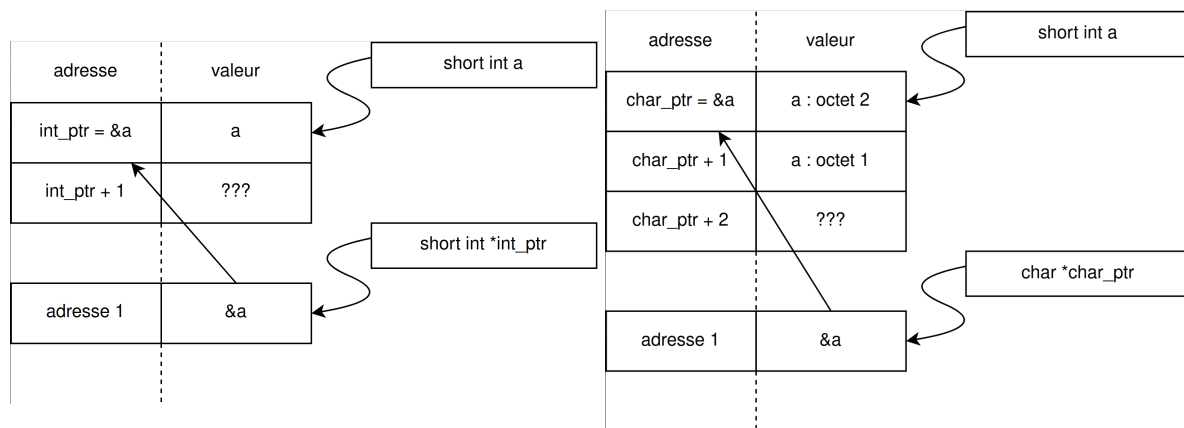 short int a
adresse valeur
int_ptr = &a a
int_ptr + 1 ???
short int *int_ptr
adresse 1 &a
short int a
adresse valeur
char_ptr = &a a : octet 2
char_ptr + 1 a : octet 1
char_ptr + 2 ???
char *char_ptr
adresse 1 &a